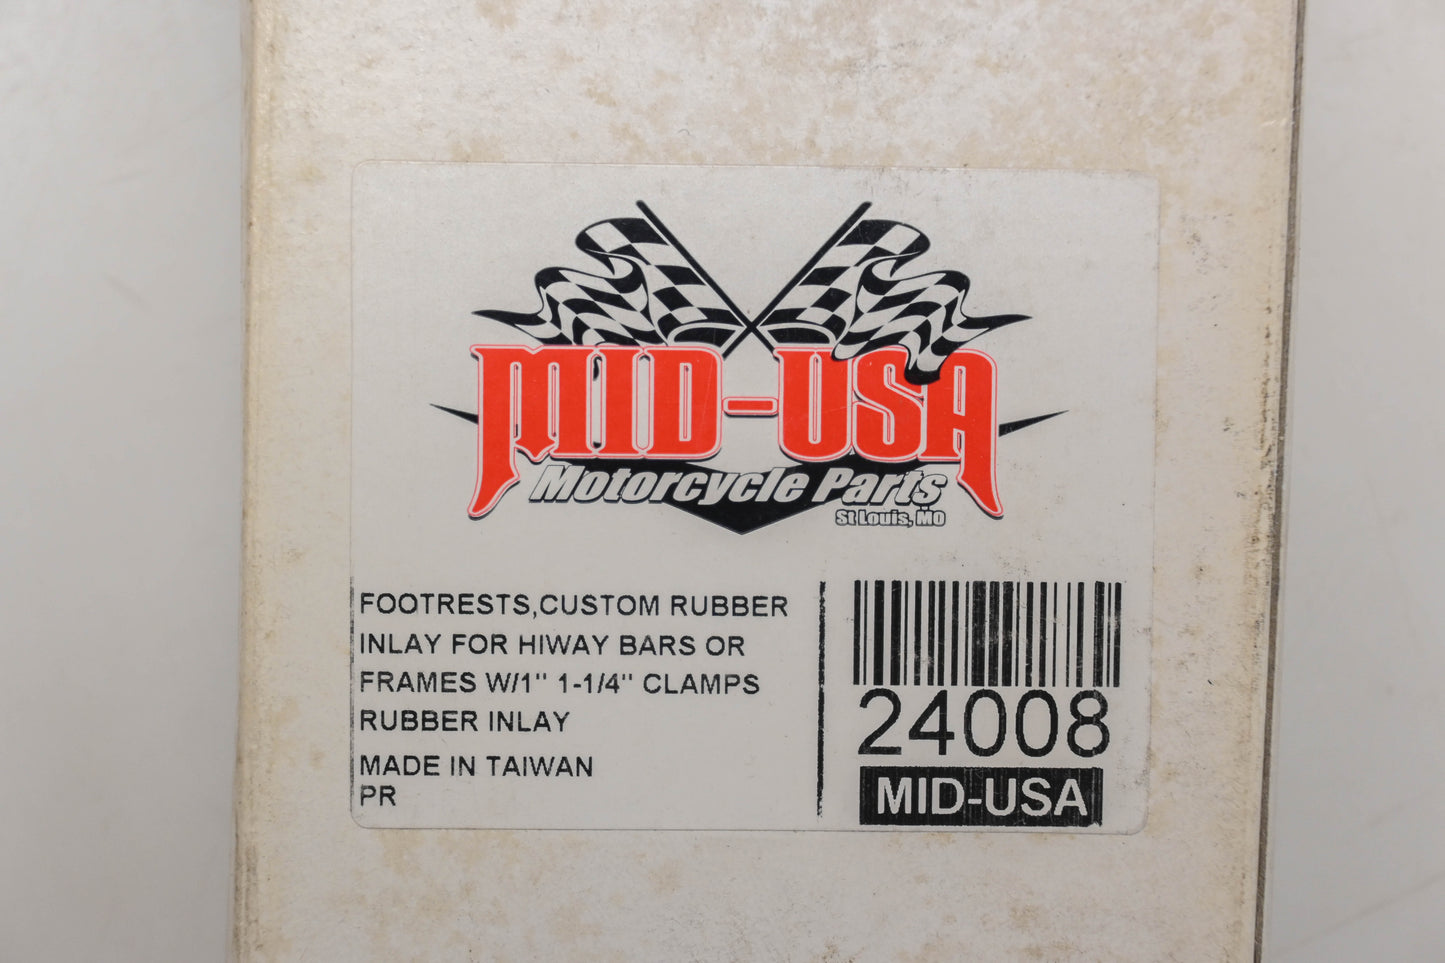 MID-USA
Motorcycle Parts
St Louis, MO
FOOTRESTS,CUSTOM RUBBER
INLAY FOR HIWAY BARS OR
FRAMES W/1" 1-1/4" CLAMPS
RUBBER INLAY
MADE IN TAIWAN
PR
24008
MID-USA